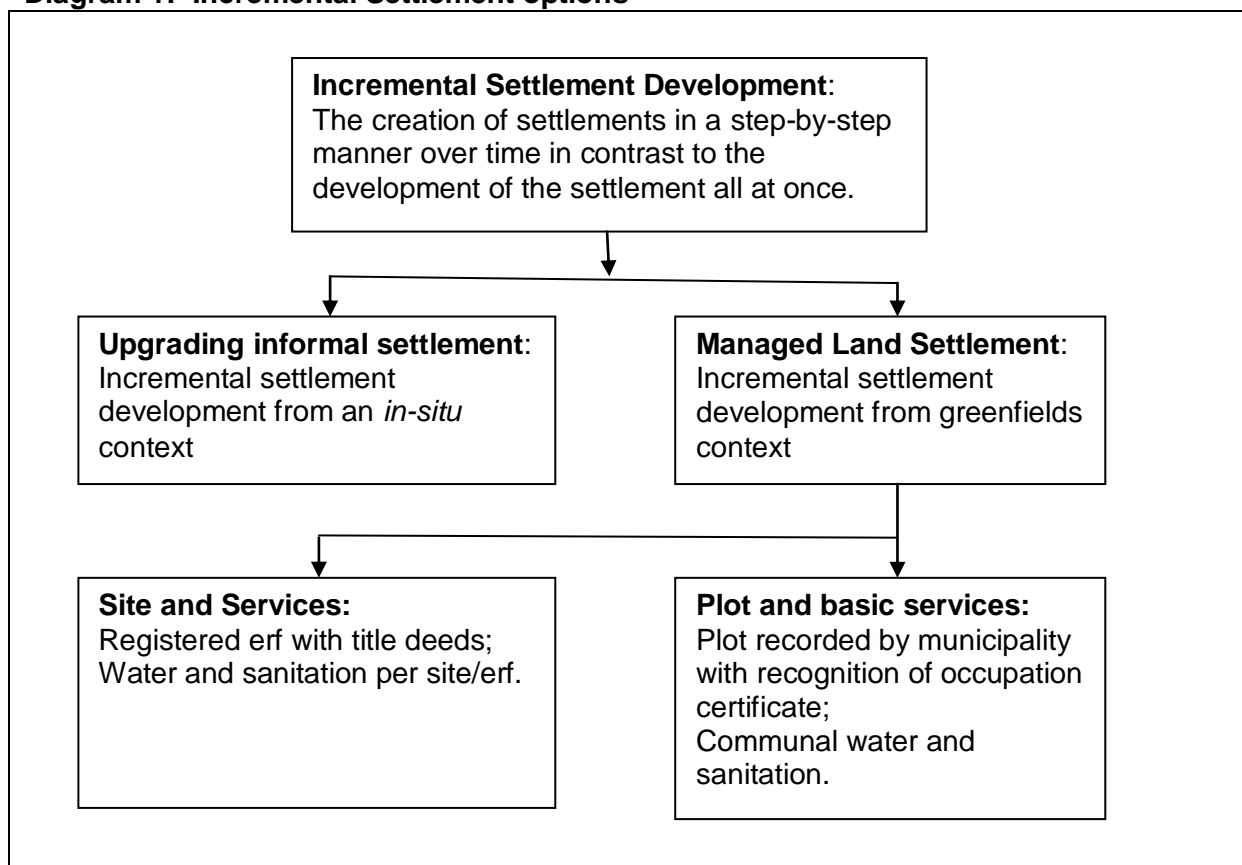 Diagram 1: Incremental Settlement options
Incremental Settlement Development:
The creation of settlements in a step-by-step
manner over time in contrast to the
development of the settlement all at once.
Upgrading informal settlement:
Incremental settlement
development from an in-situ
context
Managed Land Settlement:
Incremental settlement
development from greenfields
context
Site and Services:
Registered erf with title deeds;
Water and sanitation per site/erf.
Plot and basic services:
Plot recorded by municipality
with recognition of occupation
certificate;
Communal water and
sanitation.